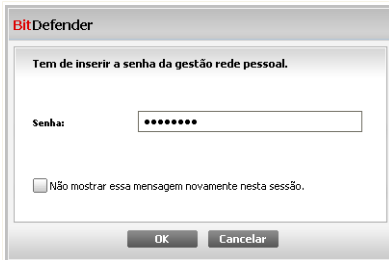 BitDefender
Tem de inserir a senha da gestão rede pessoal.
Senha: ••••••••
Não mostrar essa mensagem novamente nesta sessão.
OK Cancelar